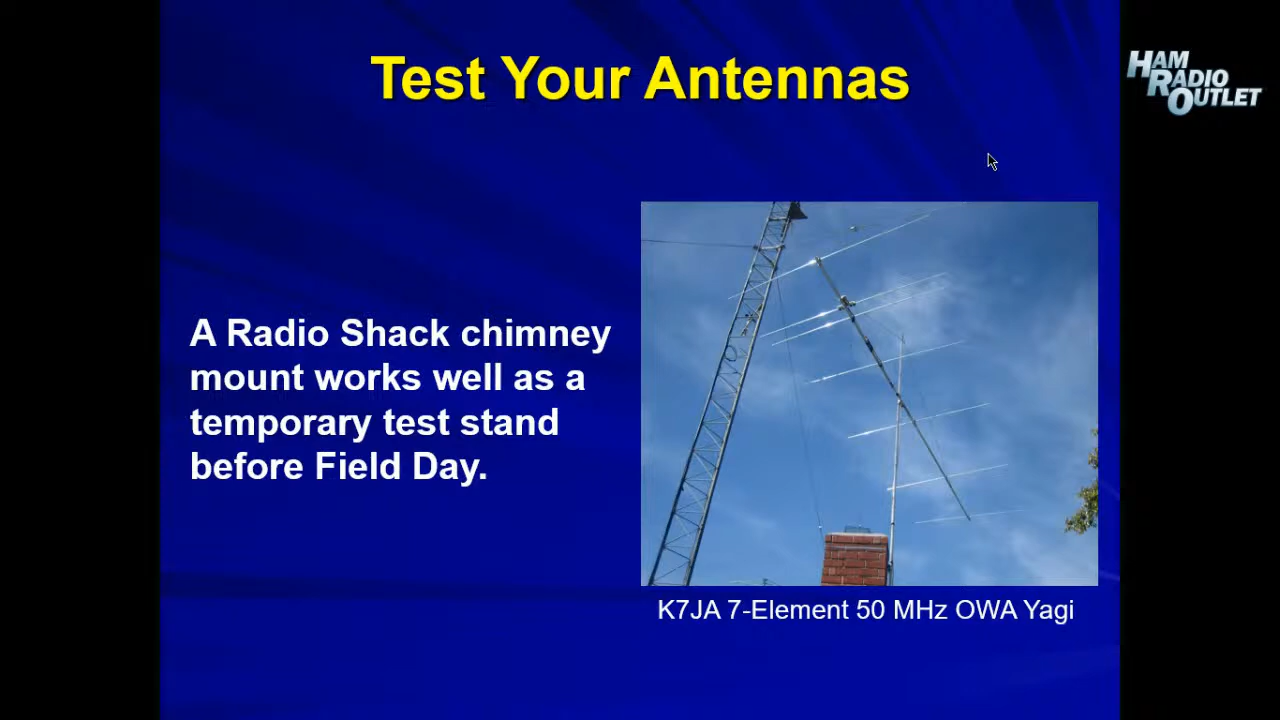 Test Your Antennas
HAM
RADIO
OUTLET
A Radio Shack chimney
mount works well as a
temporary test stand
before Field Day.
K7JA 7-Element 50 MHz OWA Yagi